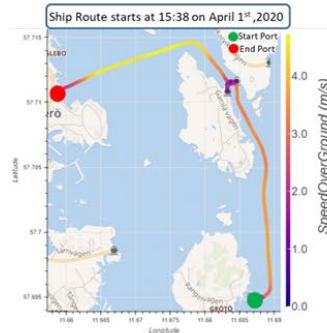 Ship Route starts at 15:38 on April 1st ,2020
Start Port
End Port
57.715
57.71
57.705
57.7
57.695
Latitude
11.66
11.665
11.67
11.675
11.68
11.685
11.69
Longitude
4.0
3.0
2.0
1.0
0.0
SpeedOverGround (m/s)
GRÖTÖ